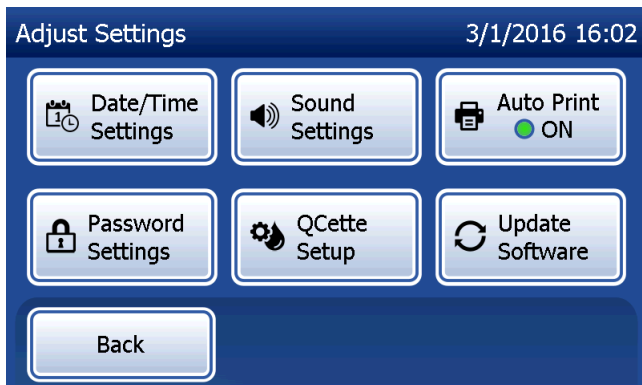 Adjust Settings 3/1/2016 16:02
Date/Time
Settings
Sound
Settings
Auto Print
ON
Password
Settings
QCette
Setup
Update
Software
Back